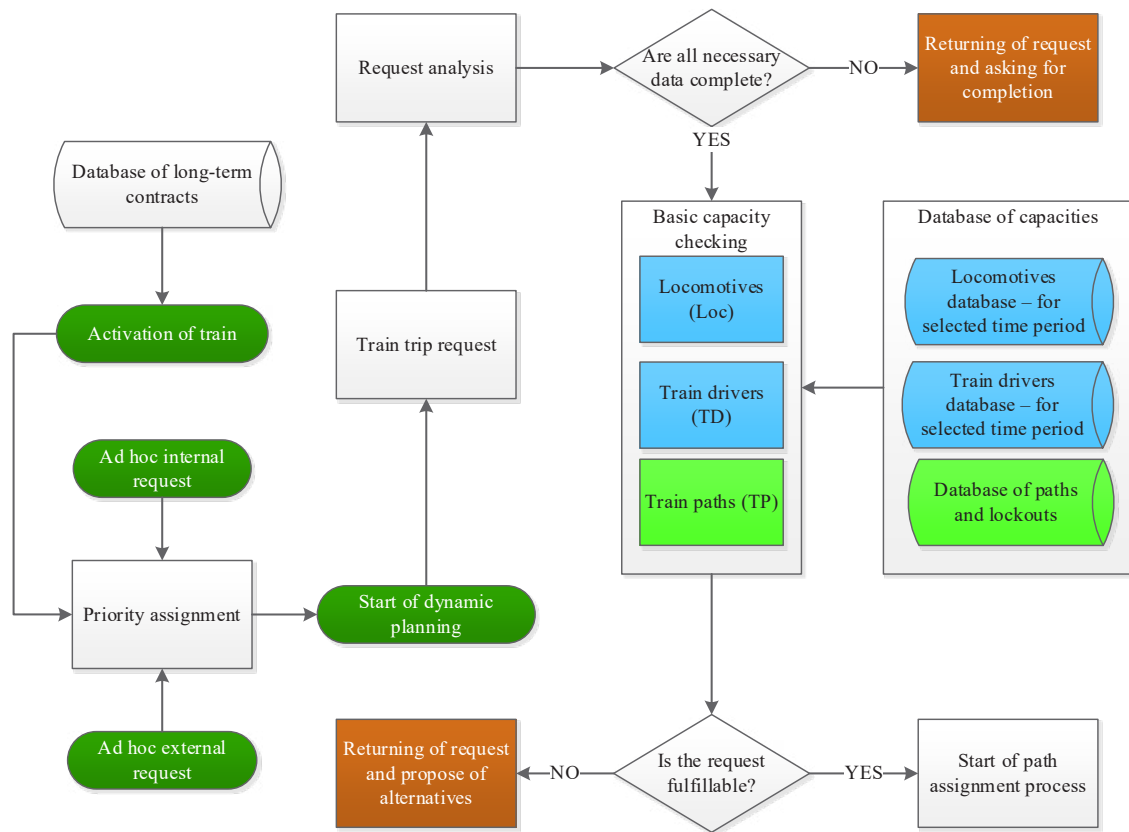 Request analysis
Are all necessary
data complete?
NO
Returning of request
and asking for
completion
YES
Database of long-term
contracts
Activation of train
Ad hoc internal
request
Priority assignment
Ad hoc external
request
Start of dynamic
planning
Train trip request
Basic capacity
checking
Locomotives
(Loc)
Train drivers
(TD)
Train paths (TP)
Database of capacities
Locomotives
database – for
selected time period
Train drivers
database – for
selected time period
Database of paths
and lockouts
Returning of request
and propose of
alternatives
NO
Is the request
fulfillable?
YES
Start of path
assignment process